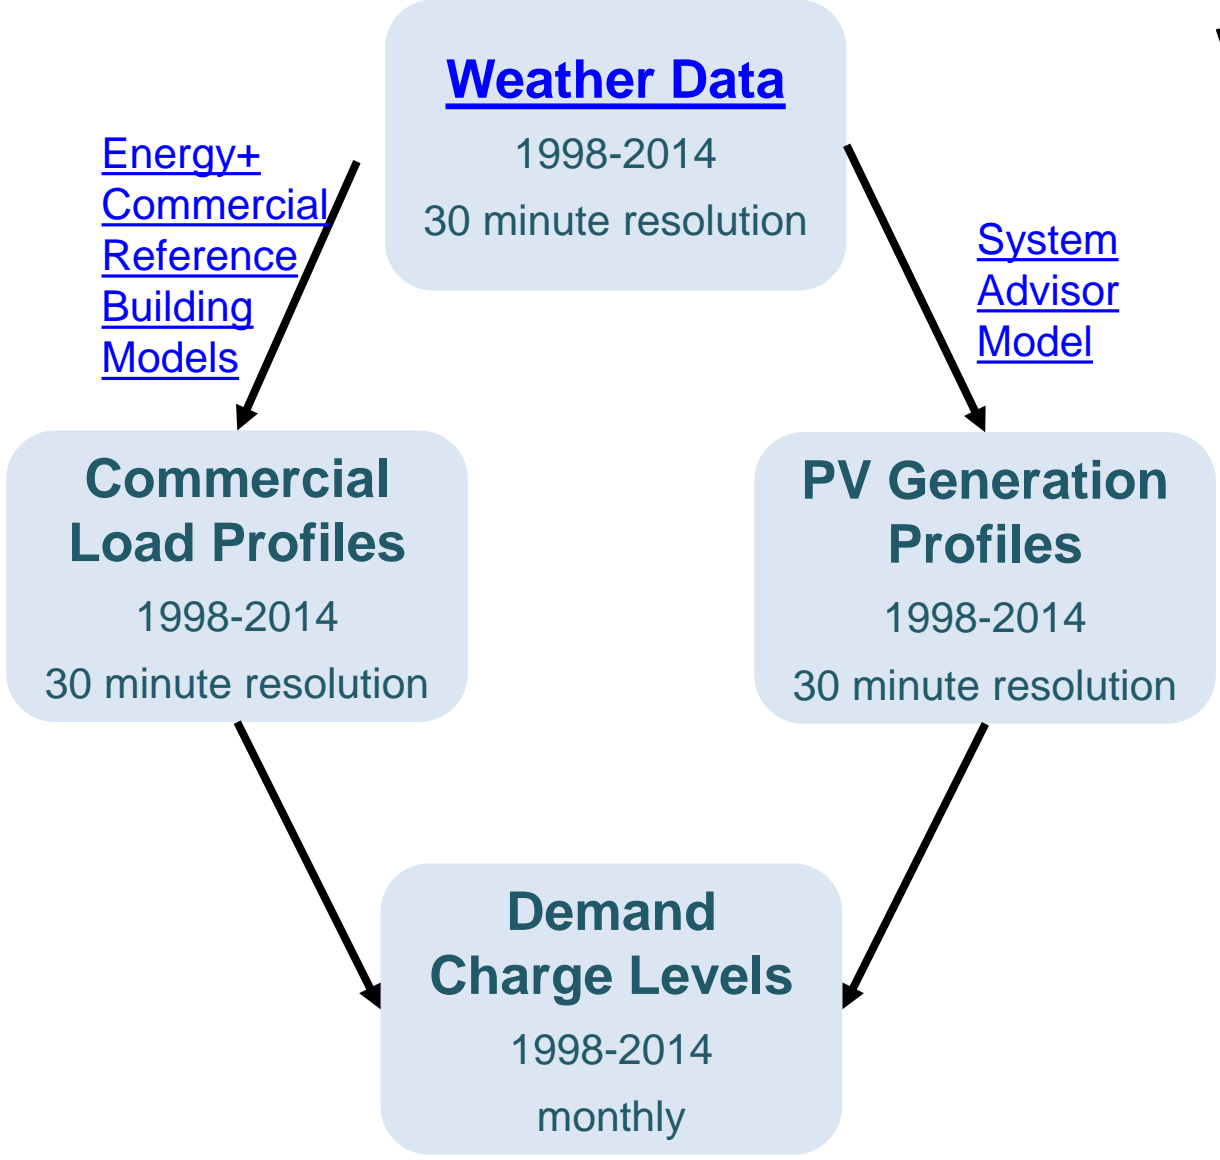 Weather Data
1998-2014
30 minute resolution
Energy+
Commercial
Reference
Building
Models
System
Advisor
Model
Commercial
Load Profiles
1998-2014
30 minute resolution
PV Generation
Profiles
1998-2014
30 minute resolution
Demand
Charge Levels
1998-2014
monthly